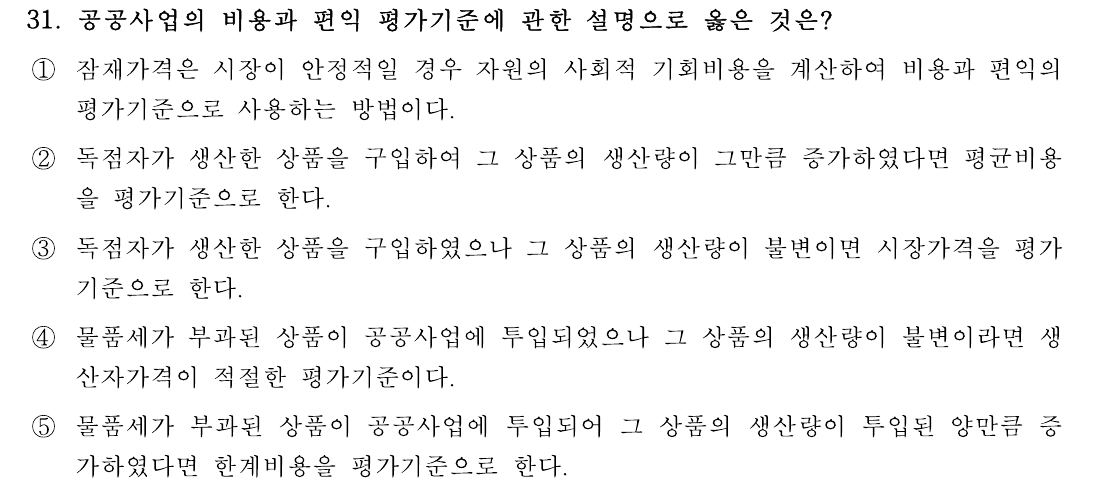 31. 공공사업의 비용과 편익 평가기준에 관한 설명으로 옳은 것은?
① 잠재가격은 시장이 안정적일 경우 자원의 사회적 기회비용을 계산하여 비용과 편익의
평가기준으로 사용하는 방법이다.
② 독점자가 생산한 상품을 구입하여 그 상품의 생산량이 그만큼 증가하였다면 평균비용
을 평가기준으로 한다.
③ 독점자가 생산한 상품을 구입하였으나 그 상품의 생산량이 불변이면 시장가격을 평가
기준으로 한다.
④ 물품세가 부과된 상품이 공공사업에 투입되었으나 그 상품의 생산량이 불변이라면 생
산자가격이 적절한 평가기준이다.
⑤ 물품세가 부과된 상품이 공공사업에 투입되어 그 상품의 생산량이 투입된 양만큼 증
가하였다면 한계비용을 평가기준으로 한다.